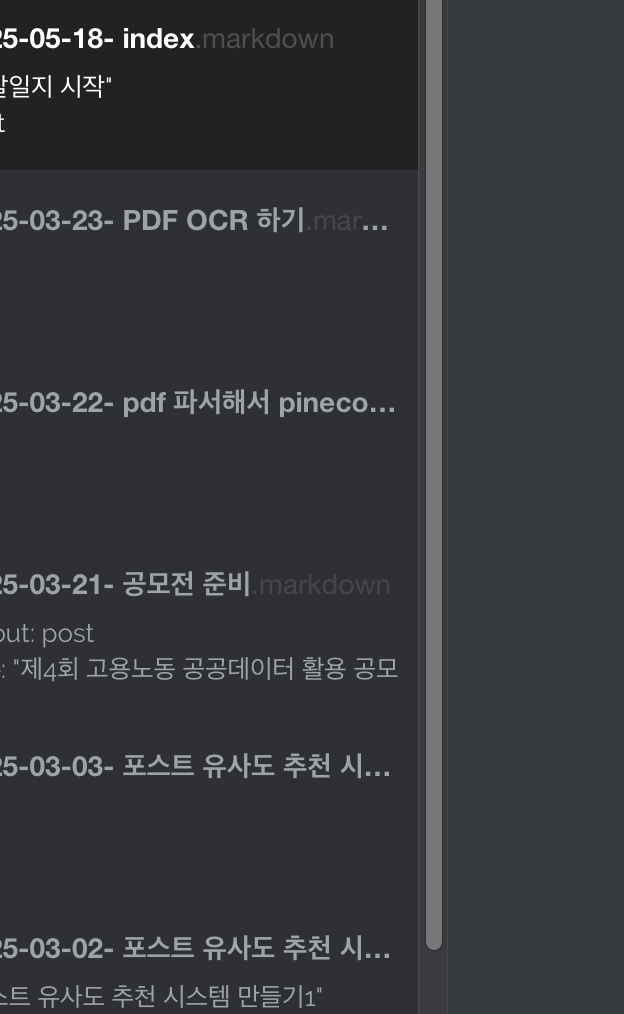 25-05-18- index.markdown
발일지 시작"
t
25-03-23- PDF OCR 하기.mar...
25-03-22- pdf 파서해서 pineco...
25-03-21- 공모전 준비.markdown
out: post
: "제4회 고용노동 공공데이터 활용 공모
25-03-03- 포스트 유사도 추천 시...
25-03-02- 포스트 유사도 추천 시...
스트 유사도 추천 시스템 만들기1"